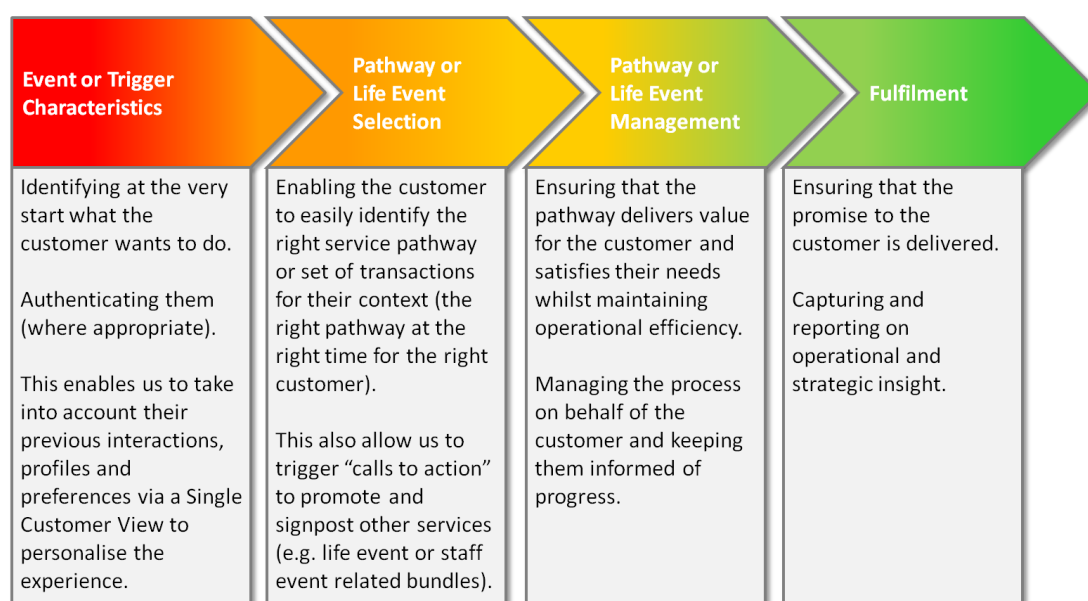 Event or Trigger
Characteristics
Pathway or
Life Event
Selection
Pathway or
Life Event
Management
Fulfilment
Identifying at the very
start what the
customer wants to do.
Authenticating them
(where appropriate).
This enables us to take
into account their
previous interactions,
profiles and
preferences via a Single
Customer View to
personalise the
experience.
Enabling the customer
to easily identify the
right service pathway
or set of transactions
for their context (the
right pathway at the
right time for the right
customer).
This also allow us to
trigger “calls to action”
to promote and
signpost other services
(e.g. life event or staff
event related bundles).
Ensuring that the
pathway delivers value
for the customer and
satisfies their needs
whilst maintaining
operational efficiency.
Managing the process
on behalf of the
customer and keeping
them informed of
progress.
Ensuring that the
promise to the
customer is delivered.
Capturing and
reporting on
operational and
strategic insight.